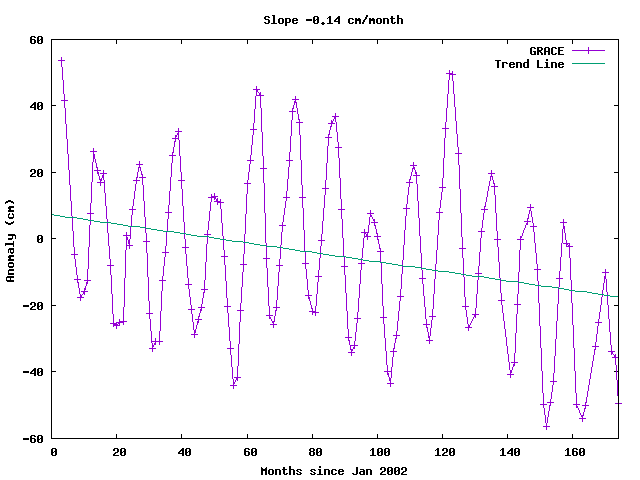 Slope -0.14 cm/month
GRACE
Trend Line
60
40
20
0
-20
-40
-60
Anomaly (cm)
0 20 40 60 80 100 120 140 160
Months since Jan 2002